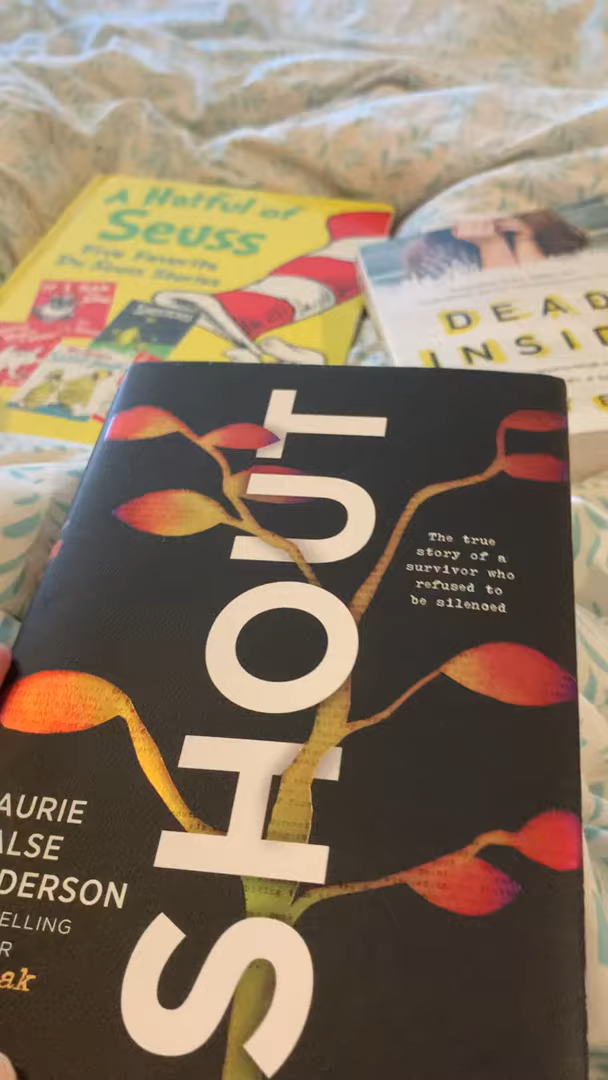 A Hatful of
Seuss
Five Favorite
Dr. Seuss Stories
DEAD
INSID
SHOUT
The true
story of a
survivor who
refused to
be silenced
AURIE
ALSE
DERSON
ELLING
R
ak